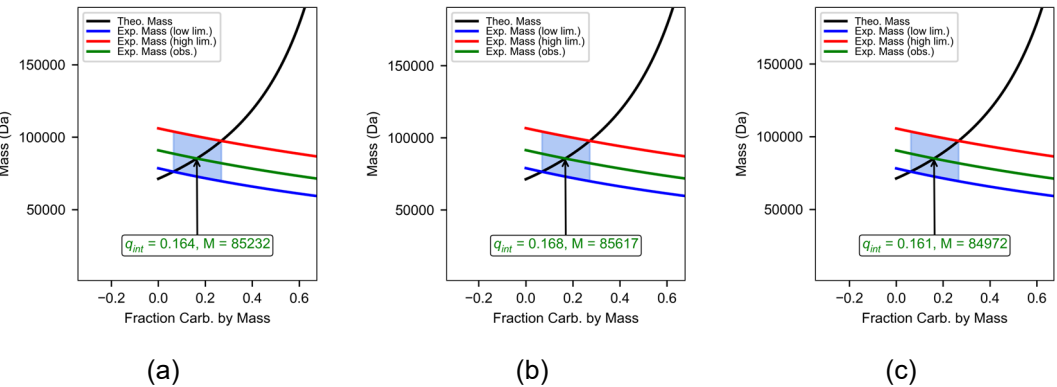 Theo. Mass
Exp. Mass (low lim.)
Exp. Mass (high lim.)
Exp. Mass (obs.)
150000
100000
50000
Mass (Da)
q_int = 0.164, M = 85232
−0.2 0.0 0.2 0.4 0.6
Fraction Carb. by Mass
(a)
Theo. Mass
Exp. Mass (low lim.)
Exp. Mass (high lim.)
Exp. Mass (obs.)
150000
100000
50000
Mass (Da)
q_int = 0.168, M = 85617
−0.2 0.0 0.2 0.4 0.6
Fraction Carb. by Mass
(b)
Theo. Mass
Exp. Mass (low lim.)
Exp. Mass (high lim.)
Exp. Mass (obs.)
150000
100000
50000
Mass (Da)
q_int = 0.161, M = 84972
−0.2 0.0 0.2 0.4 0.6
Fraction Carb. by Mass
(c)